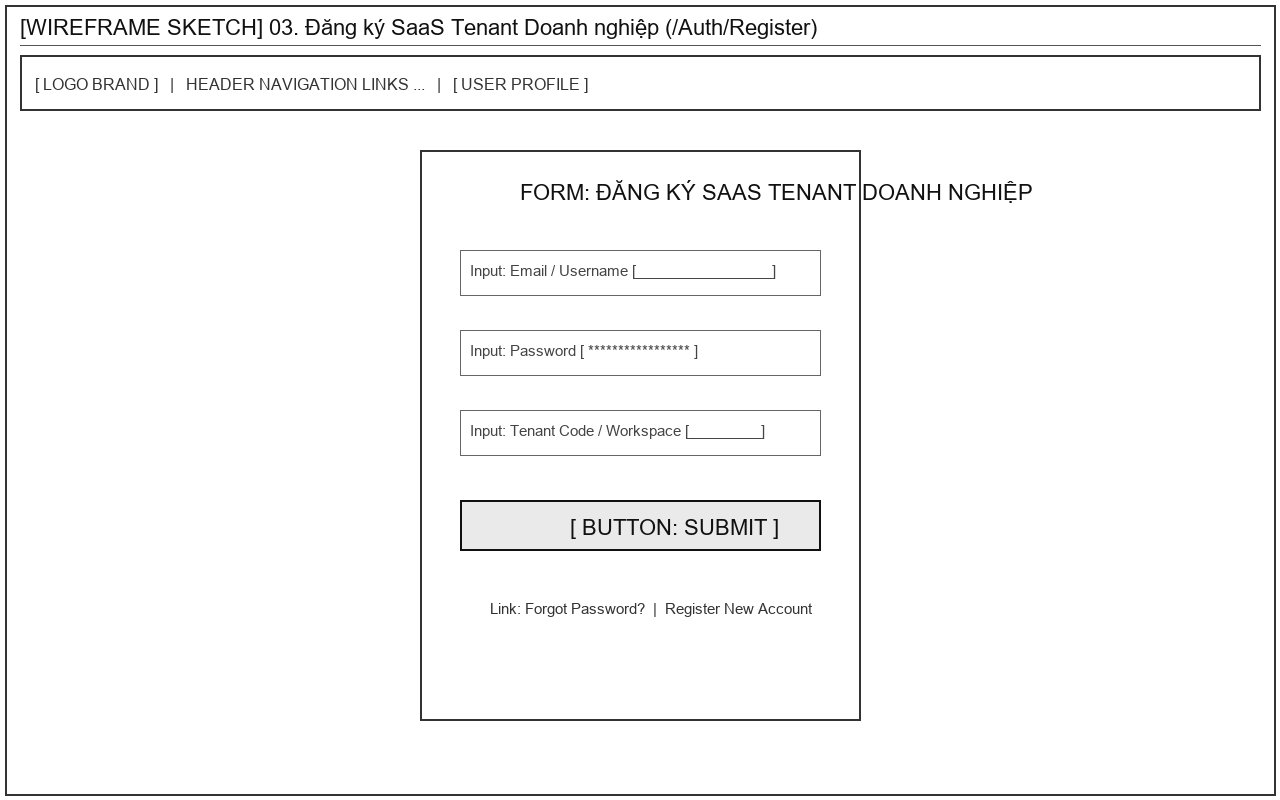 [WIREFRAME SKETCH] 03. Đăng ký SaaS Tenant Doanh nghiệp (/Auth/Register)
[ LOGO BRAND ] | HEADER NAVIGATION LINKS ... | [ USER PROFILE ]
FORM: ĐĂNG KÝ SAAS TENANT DOANH NGHIỆP
Input: Email / Username [_________________]
Input: Password [ ***************** ]
Input: Tenant Code / Workspace [_________]
[ BUTTON: SUBMIT ]
Link: Forgot Password? | Register New Account